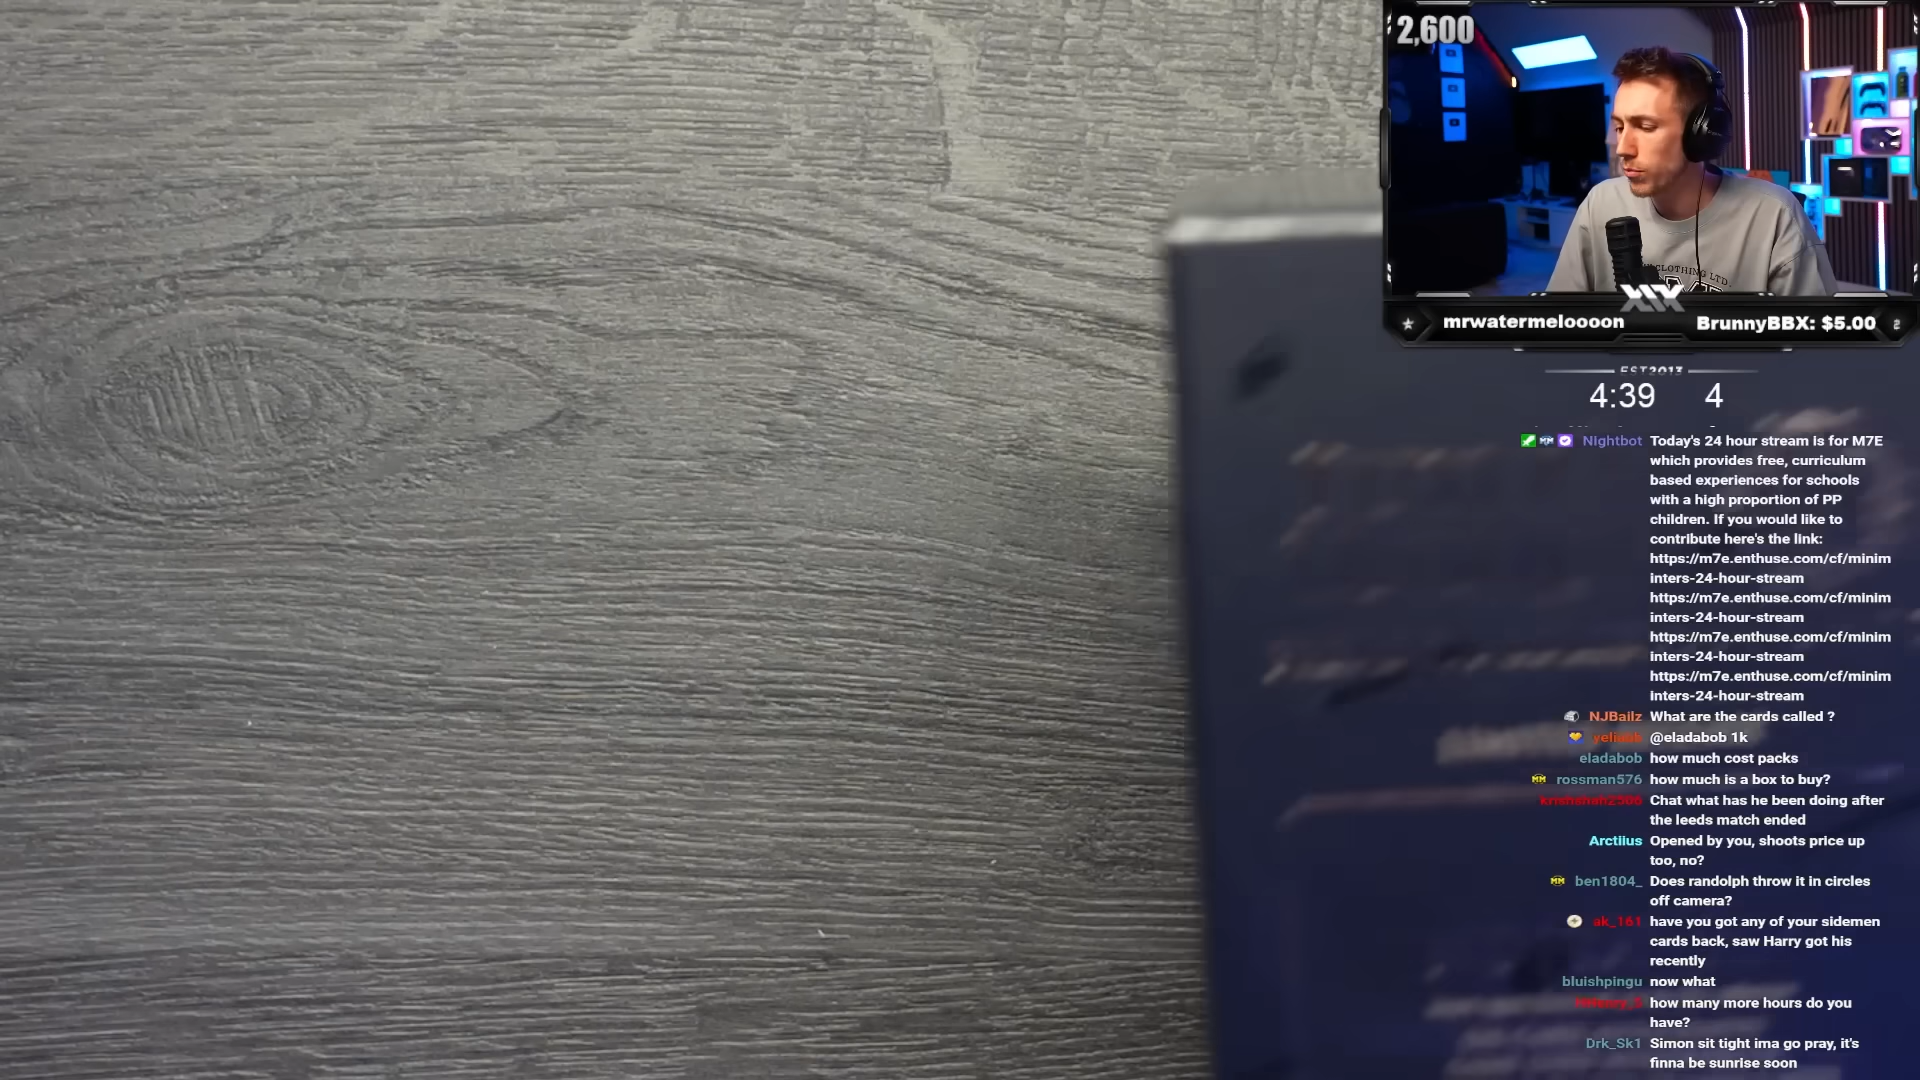 2,600
CLOTHING LTD.
mrwatermeloooon
BrunnyBBX: $5.00
2
EST2013
4:39 4
Nightbot Today's 24 hour stream is for M7E
which provides free, curriculum
based experiences for schools
with a high proportion of PP
children. If you would like to
contribute here's the link:
https://m7e.enthuse.com/cf/minim
inters-24-hour-stream
https://m7e.enthuse.com/cf/minim
inters-24-hour-stream
https://m7e.enthuse.com/cf/minim
inters-24-hour-stream
https://m7e.enthuse.com/cf/minim
inters-24-hour-stream
NJBailz What are the cards called ?
@eladabob 1k
eladabob how much cost packs
rossman576 how much is a box to buy?
Chat what has he been doing after
the leeds match ended
Arctiius Opened by you, shoots price up
too, no?
ben1804_ Does randolph throw it in circles
off camera?
ak_161 have you got any of your sidemen
cards back, saw Harry got his
recently
bluishpingu now what
how many more hours do you
have?
Drk_Sk1 Simon sit tight ima go pray, it's
finna be sunrise soon